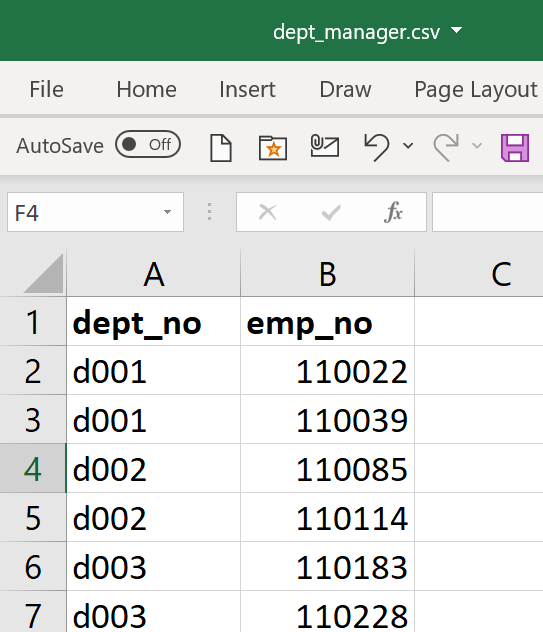 dept_manager.csv
File Home Insert Draw Page Layout
AutoSave Off
F4 fx
A B C
1 dept_no emp_no
2 d001 110022
3 d001 110039
4 d002 110085
5 d002 110114
6 d003 110183
7 d003 110228